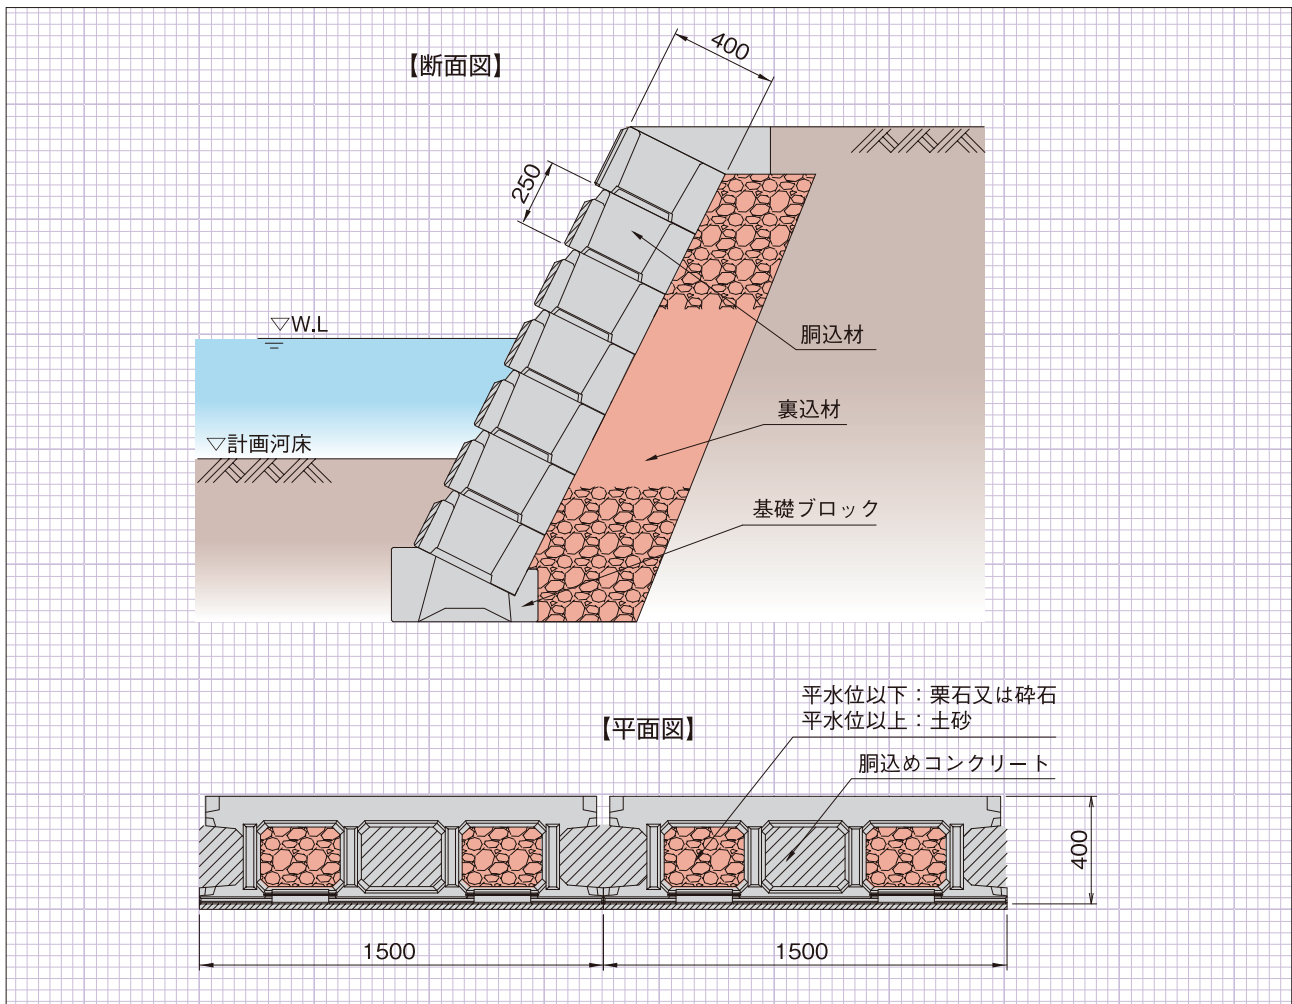 【断面図】
400
250
▽W.L
胴込材
裏込材
▽計画河床
基礎ブロック
平水位以下：栗石又は砕石
平水位以上：土砂
【平面図】
胴込めコンクリート
400
1500
1500